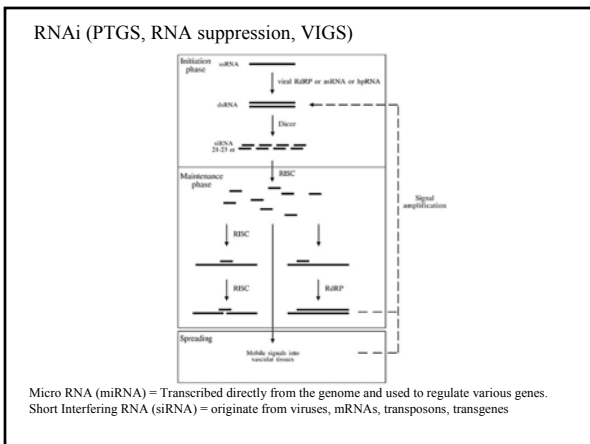 RNAi (PTGS, RNA suppression, VIGS)
Initiation
phase
ssRNA
viral RdRP or asRNA or hpRNA
dsRNA
Dicer
siRNA
21-23 nt
RISC
Maintenance
phase
Signal
amplification
RISC
RISC
RdRP
Spreading
Mobile signals into
vascular tissues
Micro RNA (miRNA) = Transcribed directly from the genome and used to regulate various genes.
Short Interfering RNA (siRNA) = originate from viruses, mRNAs, transposons, transgenes